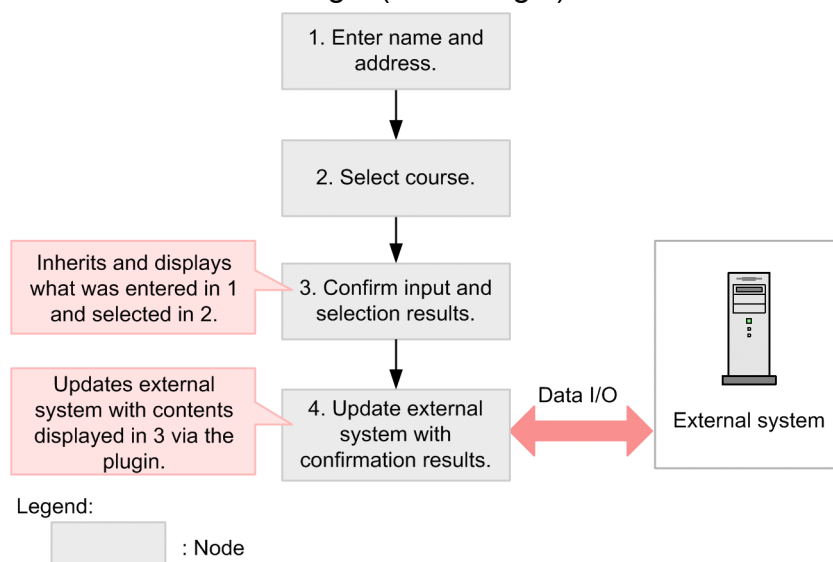 1. Enter name and
address.
2. Select course.
Inherits and displays
what was entered in 1
and selected in 2.
3. Confirm input and
selection results.
Updates external
system with contents
displayed in 3 via the
plugin.
4. Update external
system with
confirmation results.
Data I/O
External system
Legend:
: Node